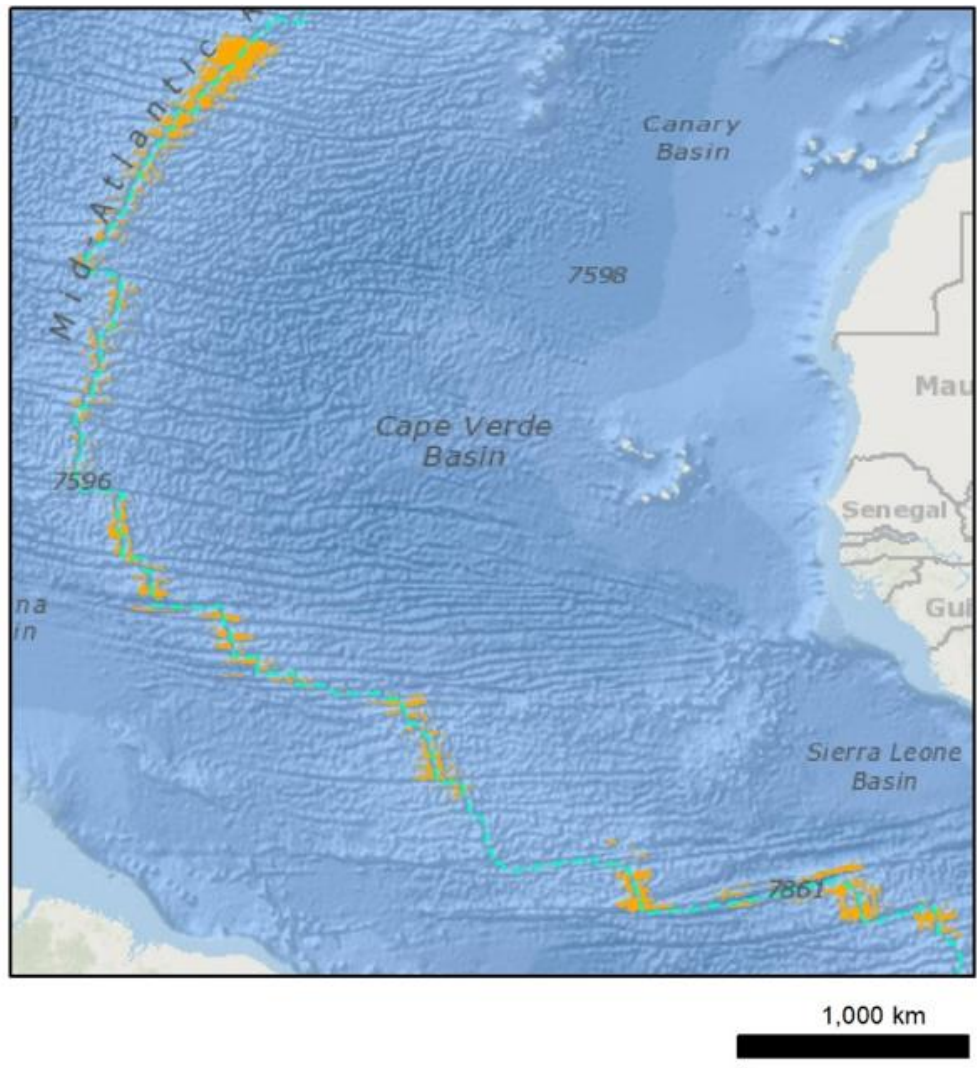 Mid-Atlantic
Canary
Basin
7598
Mau
Cape Verde
Basin
7596
Senegal
na
in
Gui
Sierra Leone
Basin
7861
1,000 km